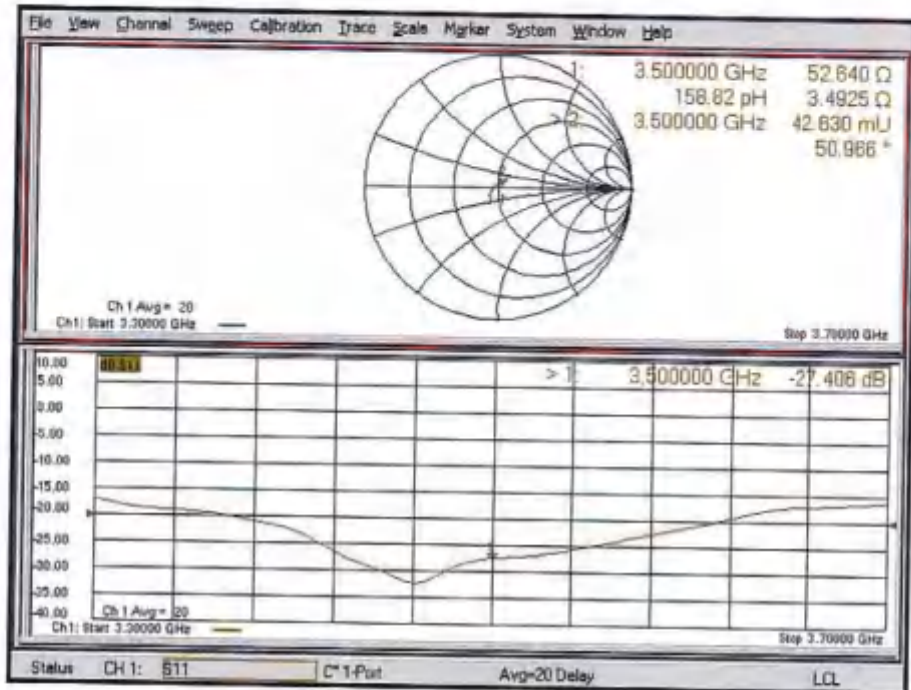 File View Channel Sweep Calibration Trace Scale Marker System Window Help
1: 3.500000 GHz 52.640 Ω
158.82 pH 3.4925 Ω
> 2: 3.500000 GHz 42.630 mU
50.966 °
Ch 1 Avg = 20
Ch1: Start 3.30000 GHz
Stop 3.70000 GHz
10.00 dB S11
> 1: 3.500000 GHz -27.406 dB
5.00
0.00
-5.00
-10.00
-15.00
-20.00
-25.00
-30.00
-35.00
-40.00
Ch 1 Avg = 20
Ch1: Start 3.30000 GHz
Stop 3.70000 GHz
Status CH 1: S11 C* 1-Port Avg=20 Delay LCL